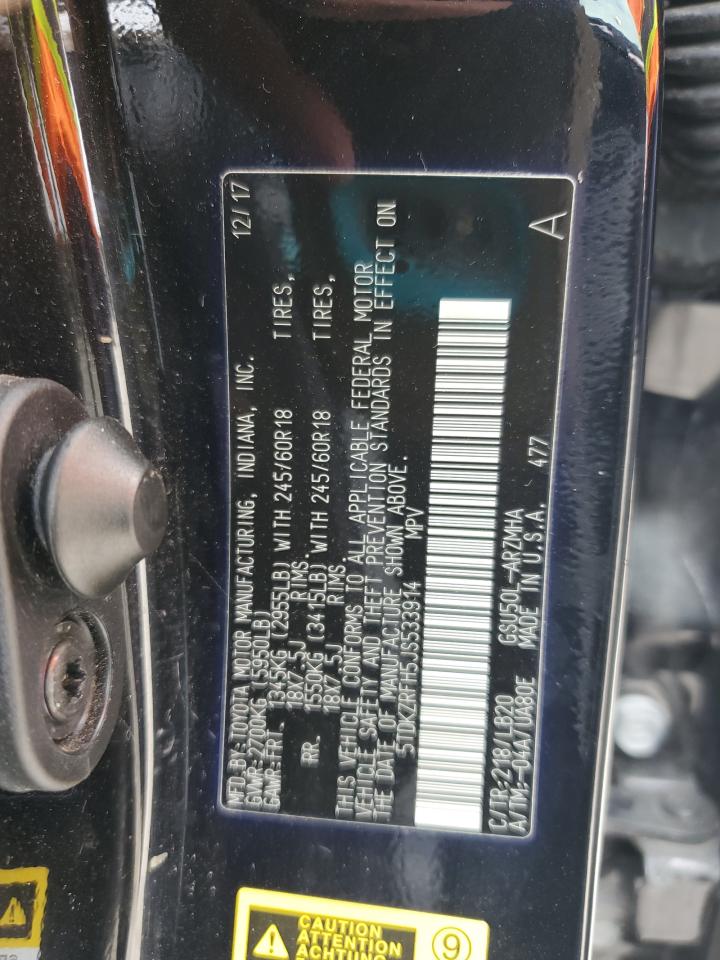 MFD.BY:TOYOTA MOTOR MANUFACTURING, INDIANA, INC. 12/17
GVWR:2700KG (5950LB)
GAWR:FRT. 1345KG (2955LB) WITH 245/60R18 TIRES,
18X7.5J RIMS,
RR. 1550KG (3415LB) WITH 245/60R18 TIRES,
18X7.5J RIMS.
THIS VEHICLE CONFORMS TO ALL APPLICABLE FEDERAL MOTOR
VEHICLE SAFETY AND THEFT PREVENTION STANDARDS IN EFFECT ON
THE DATE OF MANUFACTURE SHOWN ABOVE.
5TDKZRFH5JS533914 MPV
C/TR:218/LB20 GSU50L-ARZMHA A
A/TM:-04A/UA80E MADE IN U.S.A. 477
CAUTION
ATTENTION
ACHTUNG
9